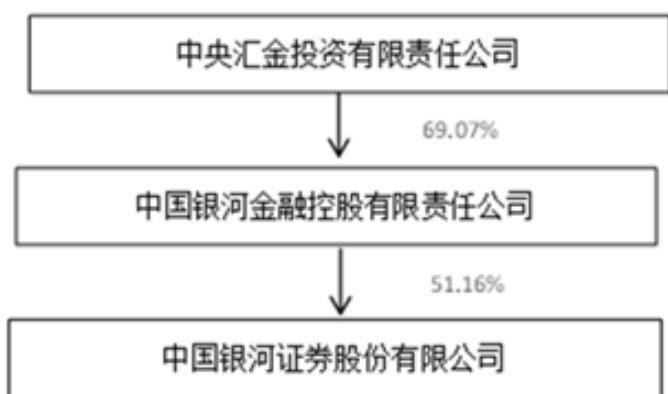 中央汇金投资有限责任公司
69.07%
中国银河金融控股有限责任公司
51.16%
中国银河证券股份有限公司